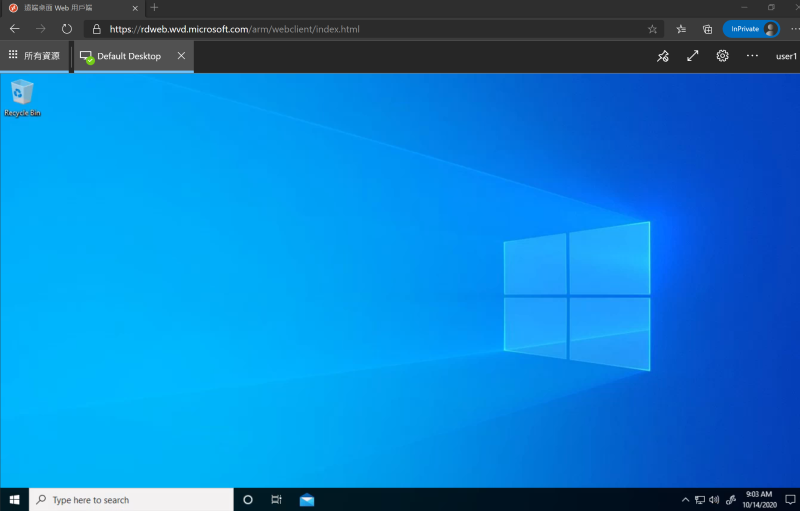 遠端桌面 Web 用戶端
https://rdweb.wvd.microsoft.com/arm/webclient/index.html
InPrivate
所有資源
Default Desktop
user1
Recycle Bin
Type here to search
9:03 AM
10/14/2020